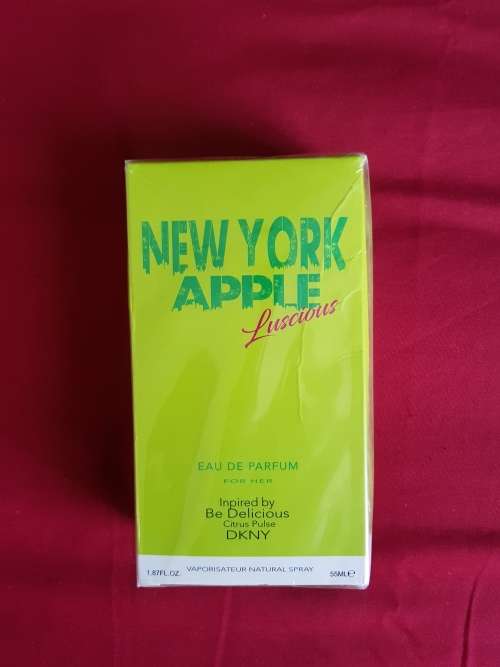 NEW YORK
APPLE
Luscious
EAU DE PARFUM
FOR HER
Inpired by
Be Delicious
Citrus Pulse
DKNY
1.87FL.OZ. VAPORISATEUR NATURAL SPRAY 55ML℮